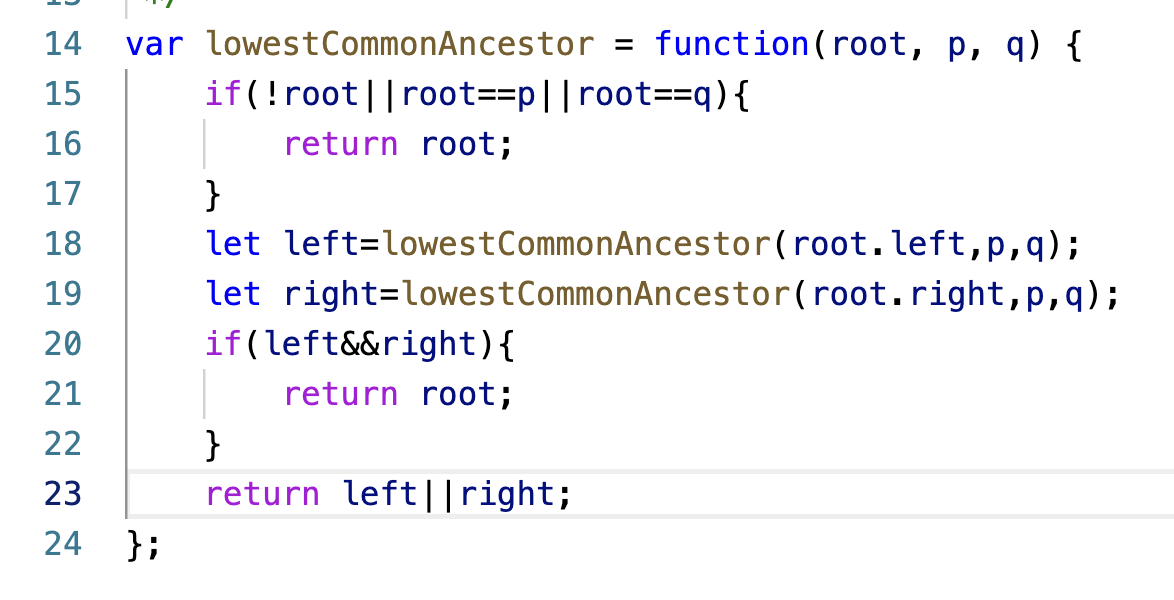 14 var lowestCommonAncestor = function(root, p, q) {
15 if(!root||root==p||root==q){
16 return root;
17 }
18 let left=lowestCommonAncestor(root.left,p,q);
19 let right=lowestCommonAncestor(root.right,p,q);
20 if(left&&right){
21 return root;
22 }
23 return left||right;
24 };